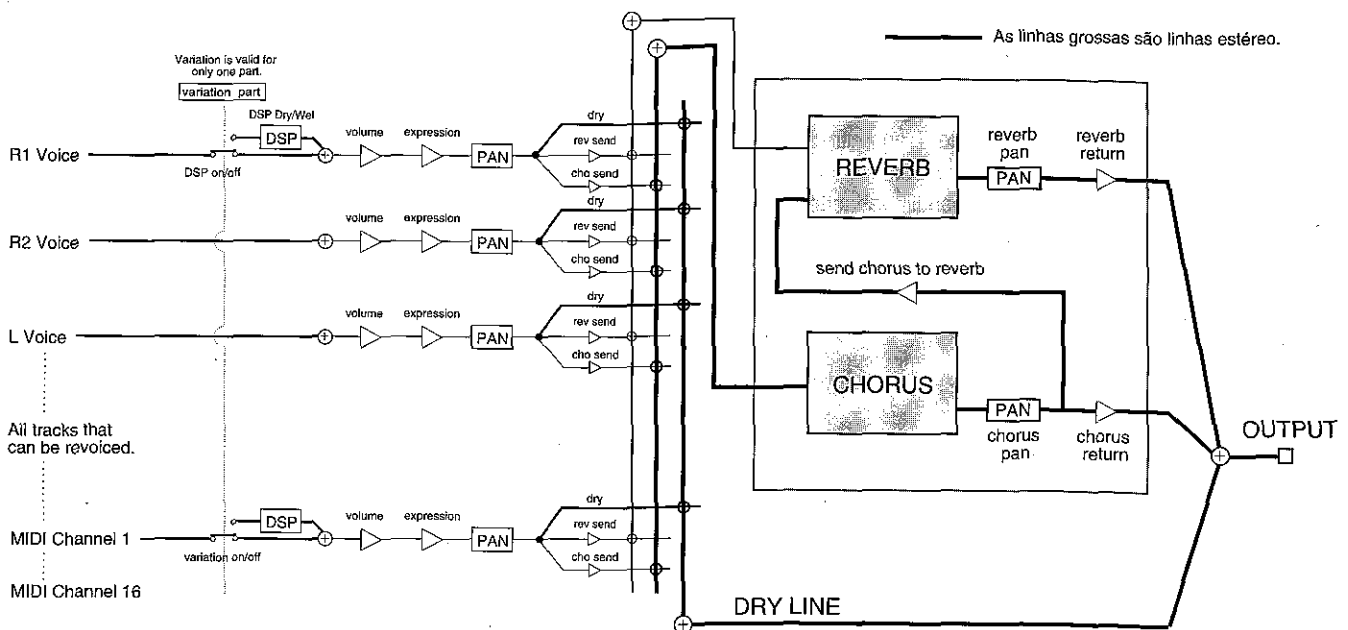 As linhas grossas são linhas estéreo.
Variation is valid for
only one part.
variation part
DSP Dry/Wel
DSP
R1 Voice
DSP on/off
volume
expression
PAN
dry
rev send
cho send
R2 Voice
volume
expression
PAN
dry
rev send
cho send
L Voice
volume
expression
PAN
dry
rev send
cho send
All tracks that
can be revoiced.
MIDI Channel 1
variation on/off
DSP
volume
expression
PAN
dry
rev send
cho send
MIDI Channel 16
REVERB
reverb
pan
PAN
reverb
return
send chorus to reverb
CHORUS
PAN
chorus
pan
chorus
return
OUTPUT
DRY LINE